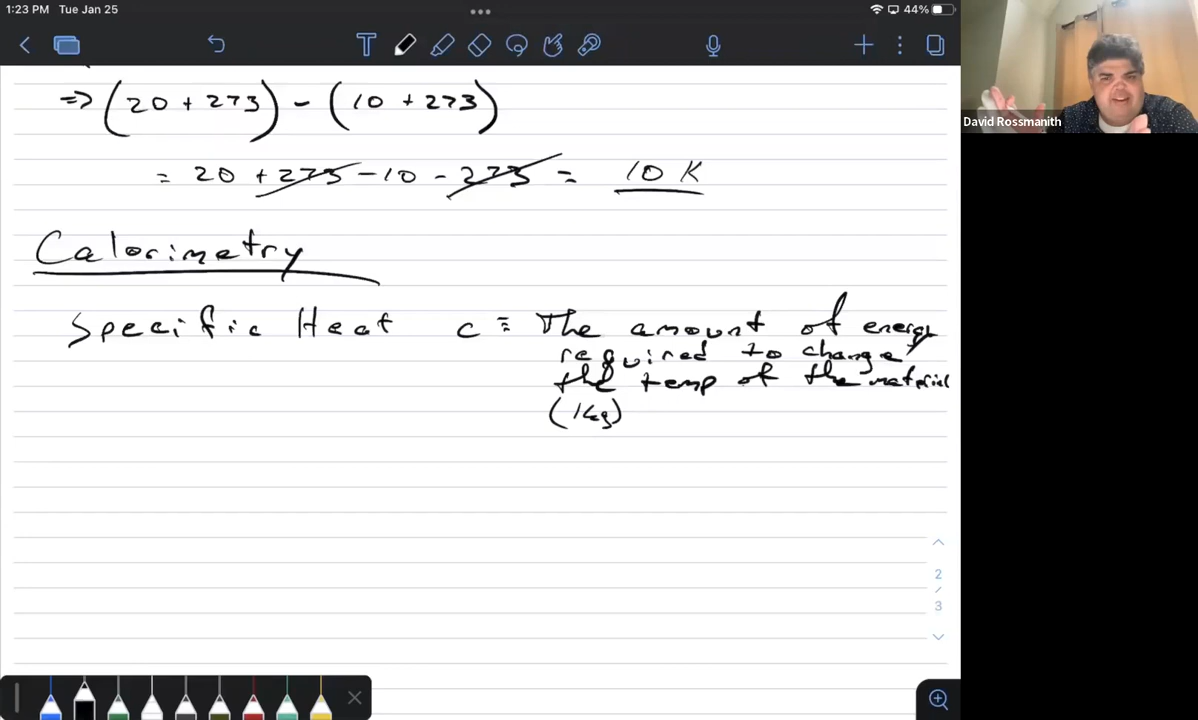 1:23 PM Tue Jan 25
44%
T
=> (20 + 273) - (10 + 273)
= 20 + 273 - 10 - 273 = 10 K
Calorimetry
Specific Heat c ≡ The amount of energy
required to change
the temp of the material
(1kg)
2
/
3
David Rossmanith